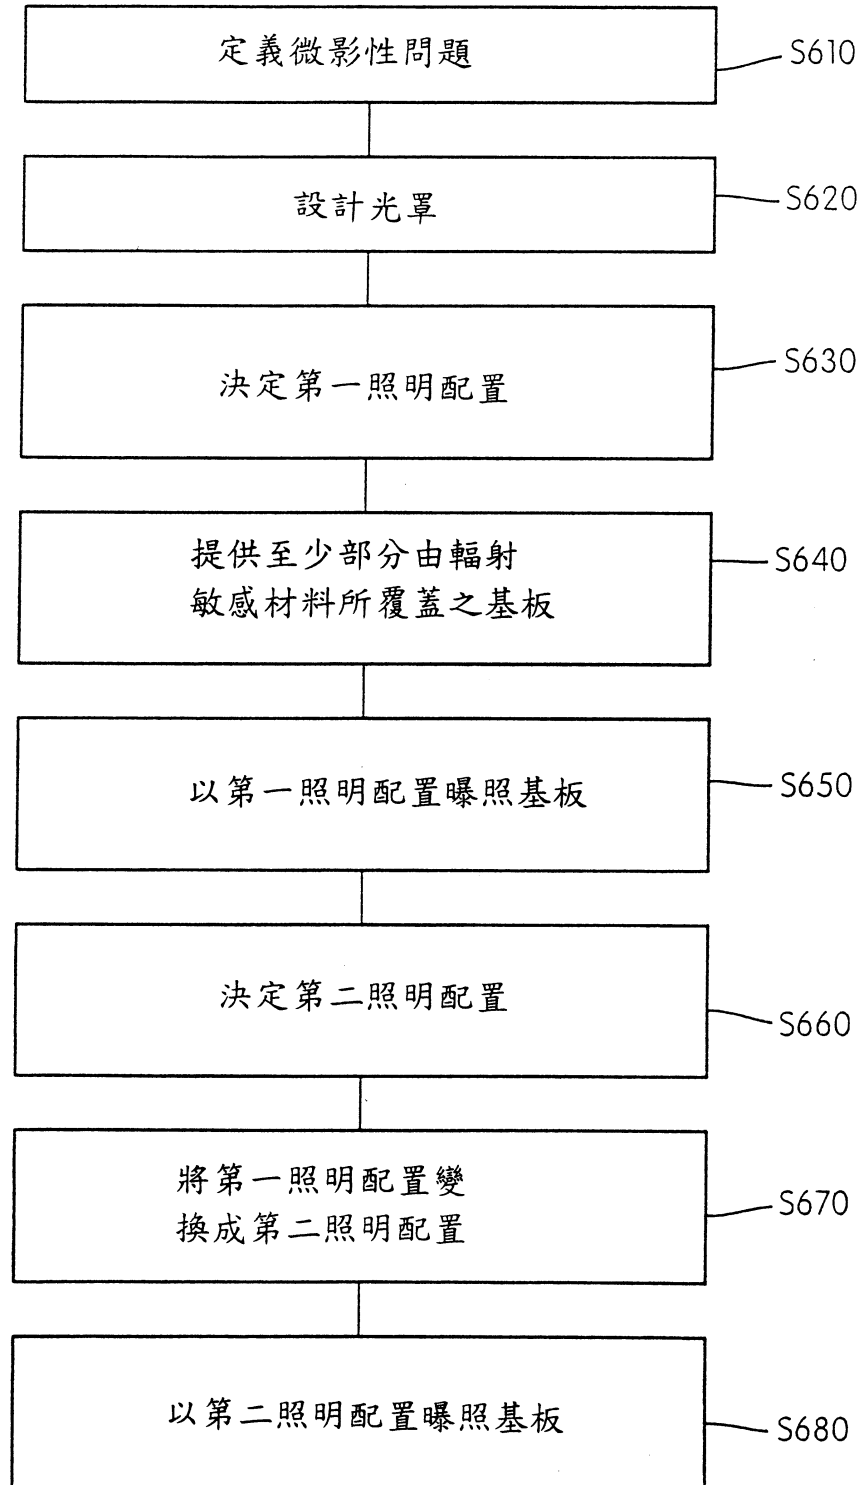 定義微影性問題
S610
設計光罩
S620
決定第一照明配置
S630
提供至少部分由輻射
敏感材料所覆蓋之基板
S640
以第一照明配置曝照基板
S650
決定第二照明配置
S660
將第一照明配置變
換成第二照明配置
S670
以第二照明配置曝照基板
S680